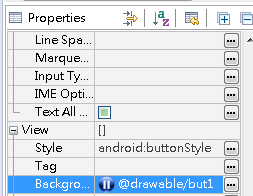 Properties
Line Spa...
Marque...
Input Ty...
IME Opti...
Text All ...
View []
Style android:buttonStyle
Tag
Backgro... @drawable/but1